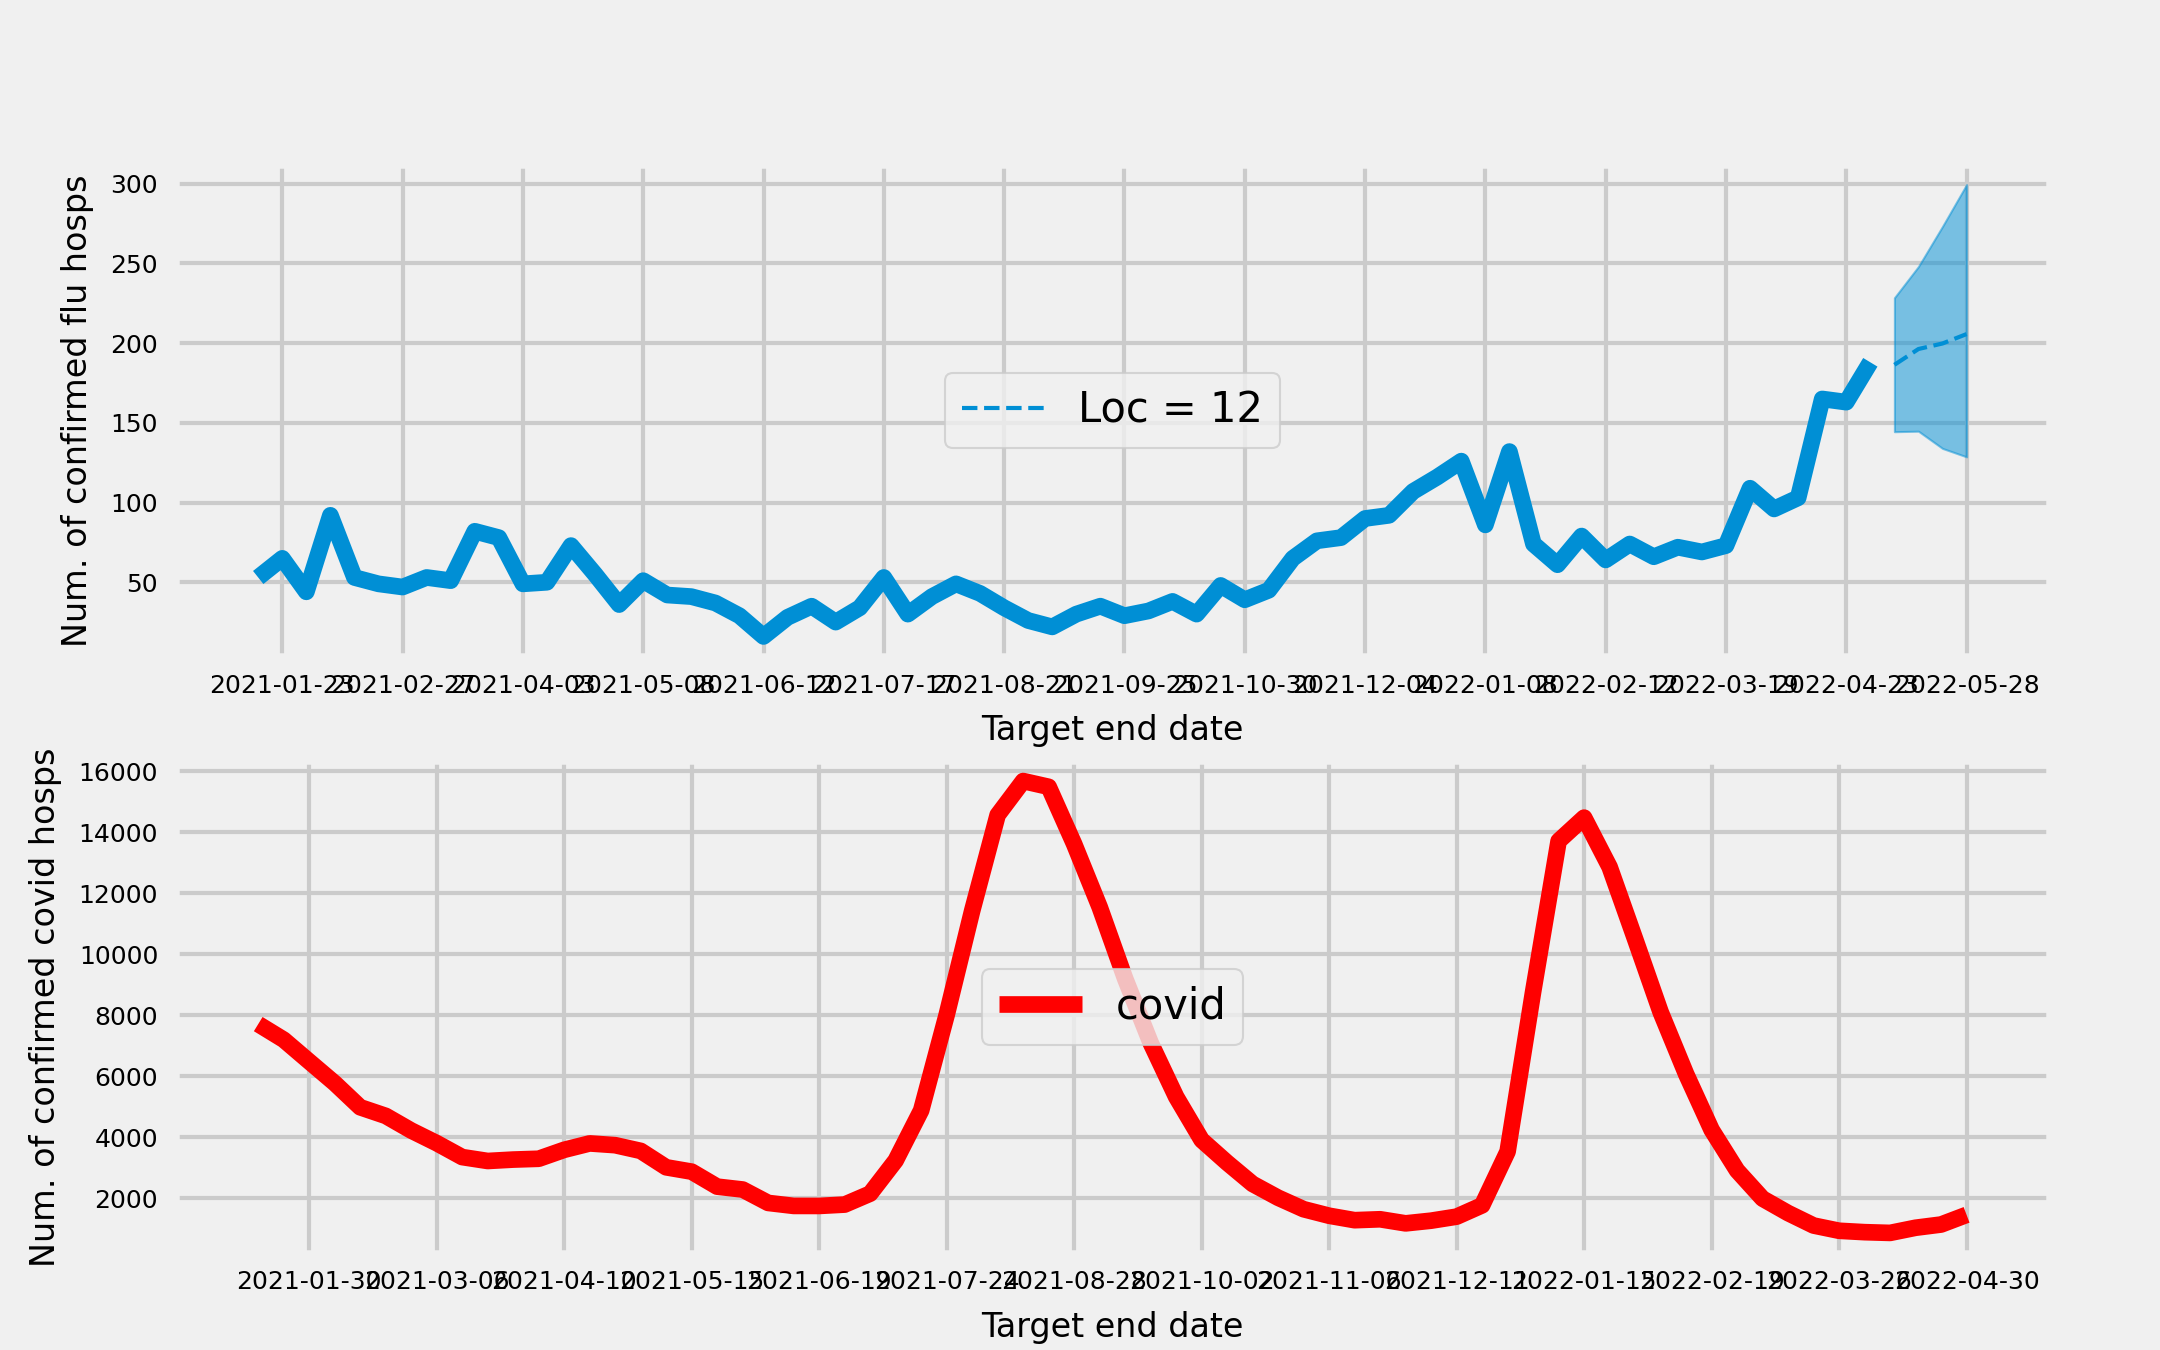 Num. of confirmed flu hosps
300
250
200
150
100
50
Loc = 12
2021-01-23 2021-02-27 2021-04-03 2021-05-08 2021-06-12 2021-07-17 2021-08-21 2021-09-25 2021-10-30 2021-12-04 2022-01-08 2022-02-12 2022-03-19 2022-04-23 2022-05-28
Target end date
Num. of confirmed covid hosps
16000
14000
12000
10000
8000
6000
4000
2000
covid
2021-01-30 2021-03-06 2021-04-10 2021-05-15 2021-06-19 2021-07-24 2021-08-28 2021-10-02 2021-11-06 2021-12-11 2022-01-15 2022-02-19 2022-03-26 2022-04-30
Target end date